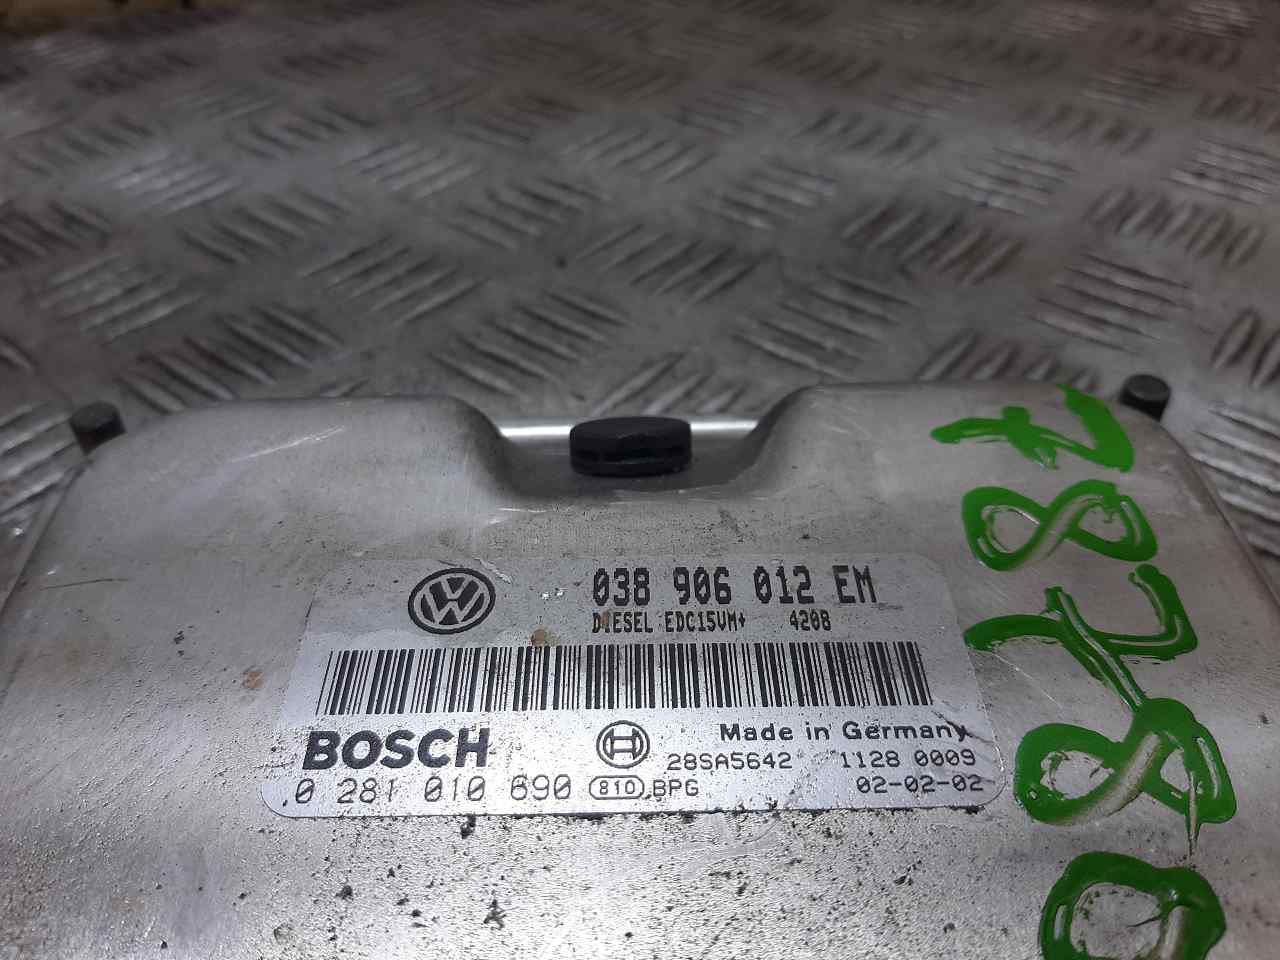 VW
038 906 012 EM
DIESEL EDC15VM+ 4208
BOSCH
Made in Germany
28SA5642 1128 0009
0 281 010 690 810 BPG 02-02-02